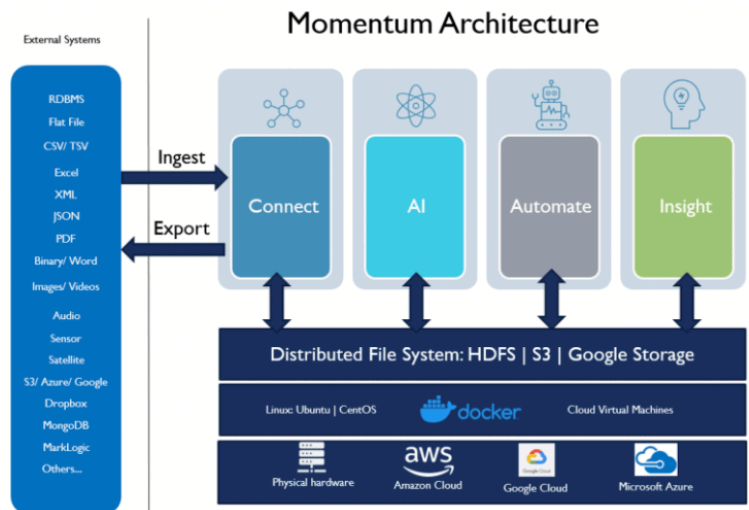 Momentum Architecture
External Systems
RDBMS
Flat File
CSV/ TSV
Excel
XML
JSON
PDF
Binary/ Word
Images/ Videos
Audio
Sensor
Satellite
S3/ Azure/ Google
Dropbox
MongoDB
MarkLogic
Others...
Ingest
Export
Connect
AI
Automate
Insight
Distributed File System: HDFS | S3 | Google Storage
Linux: Ubuntu | CentOS
docker
Cloud Virtual Machines
Physical hardware
aws
Amazon Cloud
Google Cloud
Google Cloud
Microsoft Azure